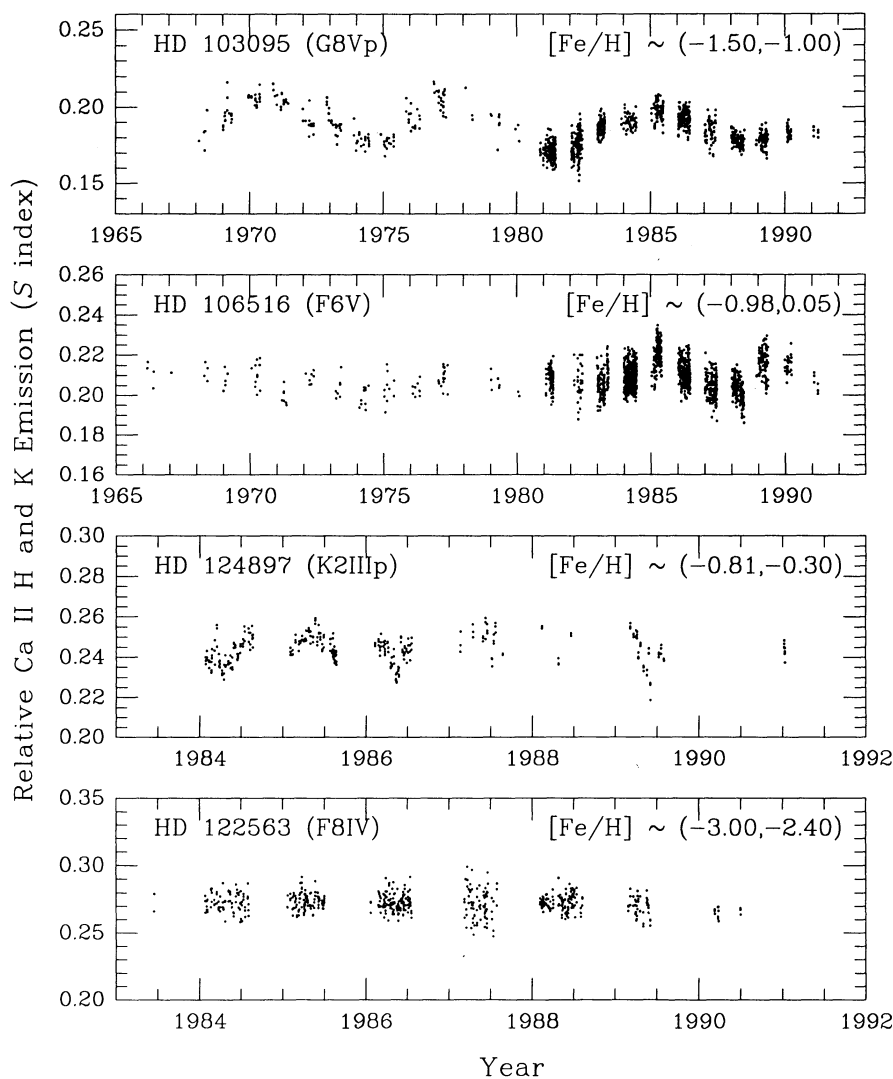 Relative Ca II H and K Emission (S index)
HD 103095 (G8Vp) [Fe/H] ~ (-1.50,-1.00)
0.25
0.20
0.15
1965 1970 1975 1980 1985 1990
HD 106516 (F6V) [Fe/H] ~ (-0.98,0.05)
0.26
0.24
0.22
0.20
0.18
0.16
1965 1970 1975 1980 1985 1990
HD 124897 (K2IIIp) [Fe/H] ~ (-0.81,-0.30)
0.30
0.28
0.26
0.24
0.22
0.20
1984 1986 1988 1990 1992
HD 122563 (F8IV) [Fe/H] ~ (-3.00,-2.40)
0.35
0.30
0.25
0.20
1984 1986 1988 1990 1992
Year